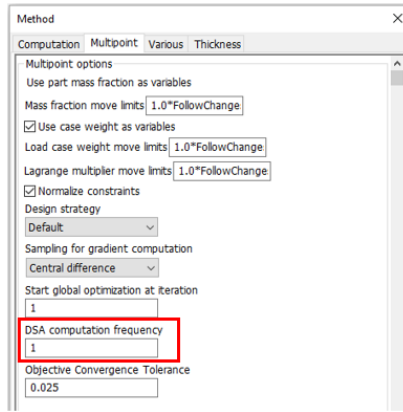 Method
Computation Multipoint Various Thickness
Multipoint options
Use part mass fraction as variables
Mass fraction move limits 1.0*FollowChange
Use case weight as variables
Load case weight move limits 1.0*FollowChange
Lagrange multiplier move limits 1.0*FollowChange
Normalize constraints
Design strategy
Default
Sampling for gradient computation
Central difference
Start global optimization at iteration
1
DSA computation frequency
1
Objective Convergence Tolerance
0.025